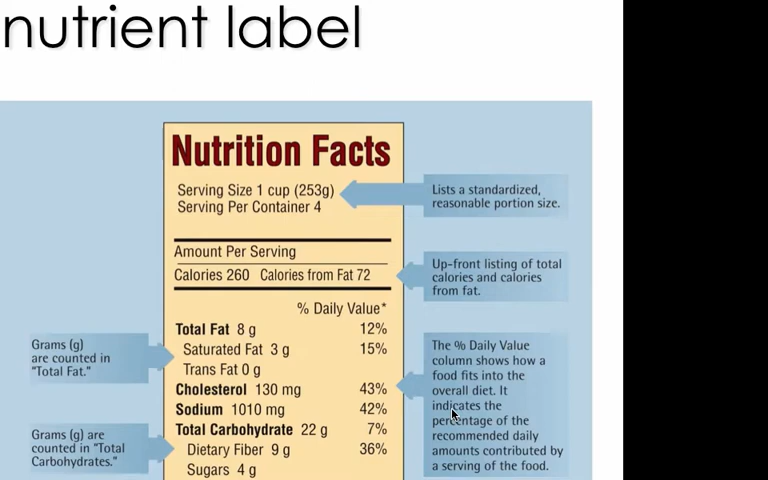 nutrient label
Nutrition Facts
Serving Size 1 cup (253g)
Serving Per Container 4
Lists a standardized,
reasonable portion size.
Amount Per Serving
Calories 260 Calories from Fat 72
Up-front listing of total
calories and calories
from fat.
% Daily Value*
Total Fat 8 g 12%
Saturated Fat 3 g 15%
Trans Fat 0 g
Cholesterol 130 mg 43%
Sodium 1010 mg 42%
Total Carbohydrate 22 g 7%
Dietary Fiber 9 g 36%
Sugars 4 g
Grams (g)
are counted in
"Total Fat."
Grams (g) are
counted in "Total
Carbohydrates."
The % Daily Value
column shows how a
food fits into the
overall diet. It
indicates the
percentage of the
recommended daily
amounts contributed by
a serving of the food.